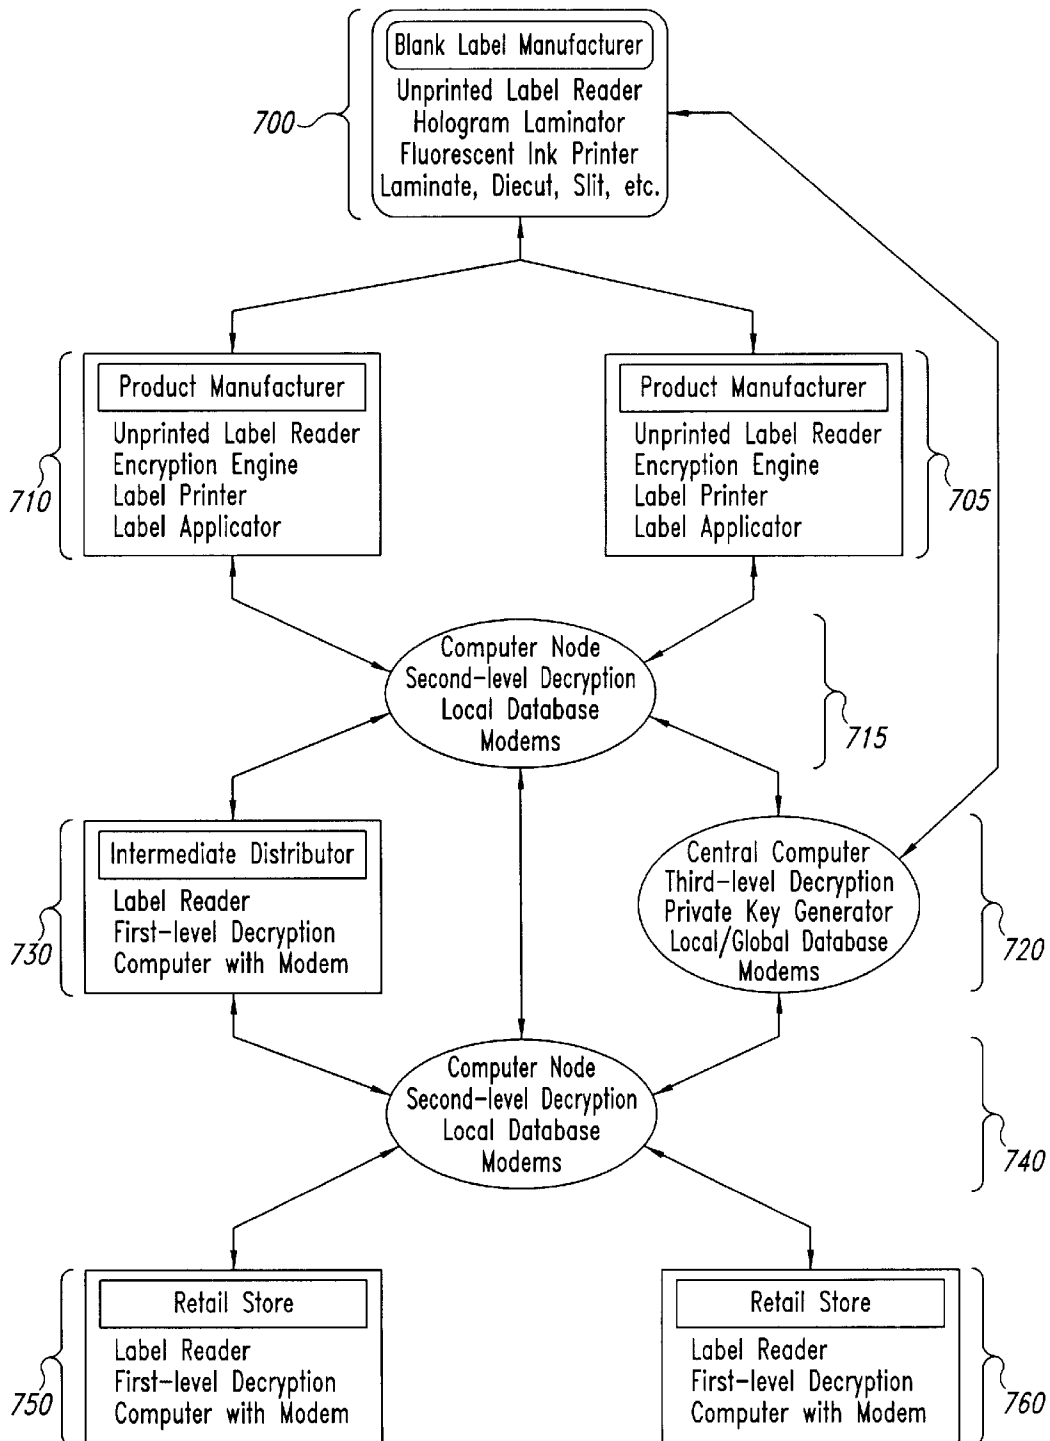 Blank Label Manufacturer
Unprinted Label Reader
Hologram Laminator
Fluorescent Ink Printer
Laminate, Diecut, Slit, etc.
700
Product Manufacturer
Unprinted Label Reader
Encryption Engine
Label Printer
Label Applicator
710
Product Manufacturer
Unprinted Label Reader
Encryption Engine
Label Printer
Label Applicator
705
Computer Node
Second-level Decryption
Local Database
Modems
715
Intermediate Distributor
Label Reader
First-level Decryption
Computer with Modem
730
Central Computer
Third-level Decryption
Private Key Generator
Local/Global Database
Modems
720
Computer Node
Second-level Decryption
Local Database
Modems
740
Retail Store
Label Reader
First-level Decryption
Computer with Modem
750
Retail Store
Label Reader
First-level Decryption
Computer with Modem
760